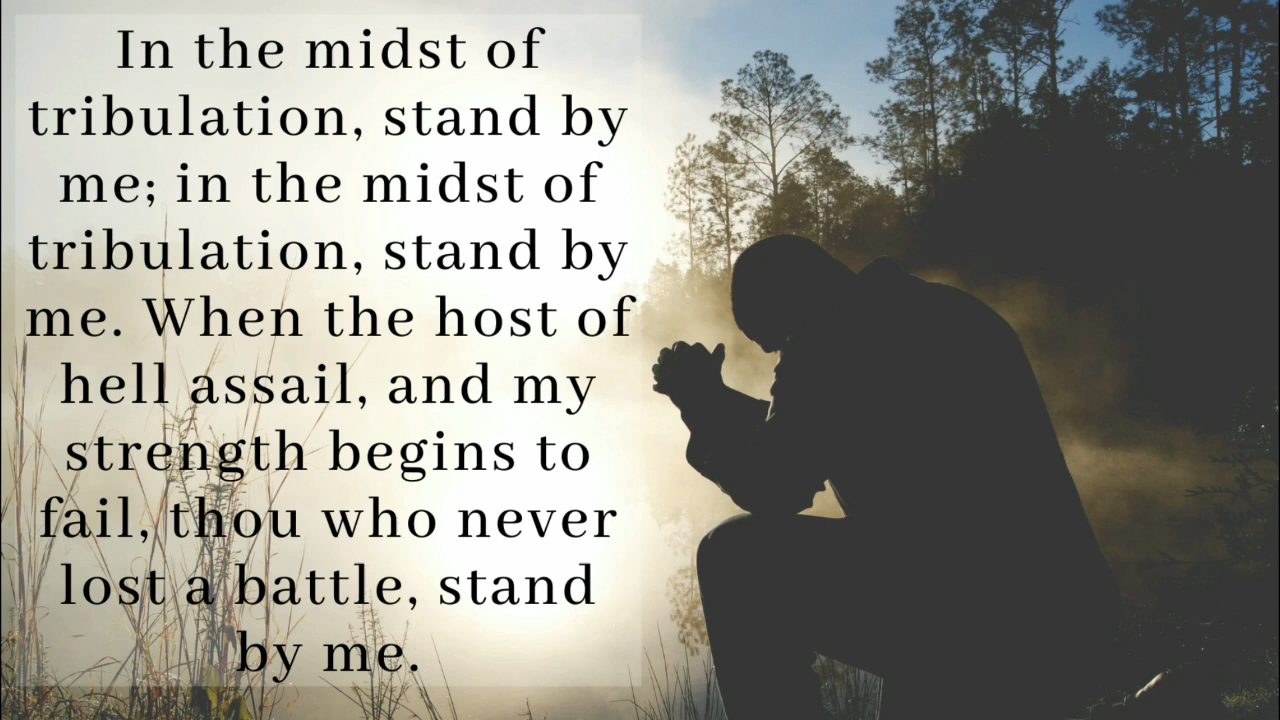 In the midst of
tribulation, stand by
me; in the midst of
tribulation, stand by
me. When the host of
hell assail, and my
strength begins to
fail, thou who never
lost a battle, stand
by me.